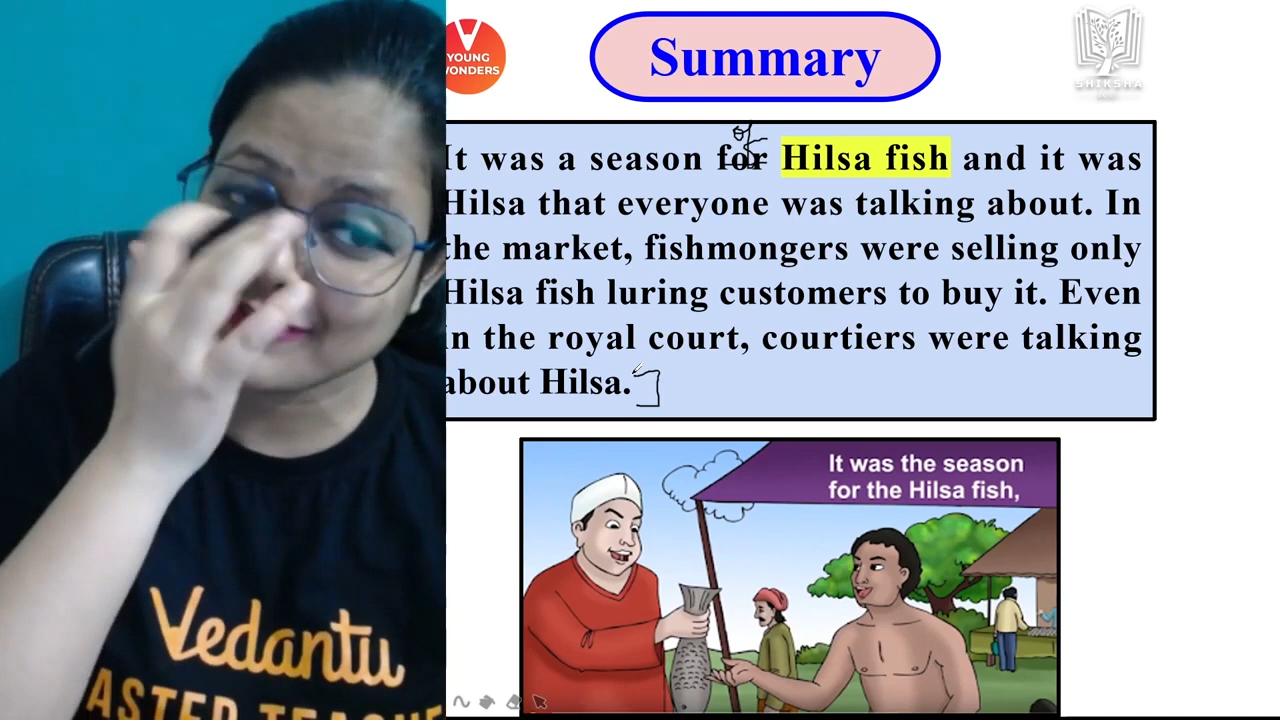 YOUNG
WONDERS
Summary
SHIKSHA
It was a season for Hilsa fish and it was
Hilsa that everyone was talking about. In
the market, fishmongers were selling only
Hilsa fish luring customers to buy it. Even
in the royal court, courtiers were talking
about Hilsa.
It was the season
for the Hilsa fish,
Vedantu